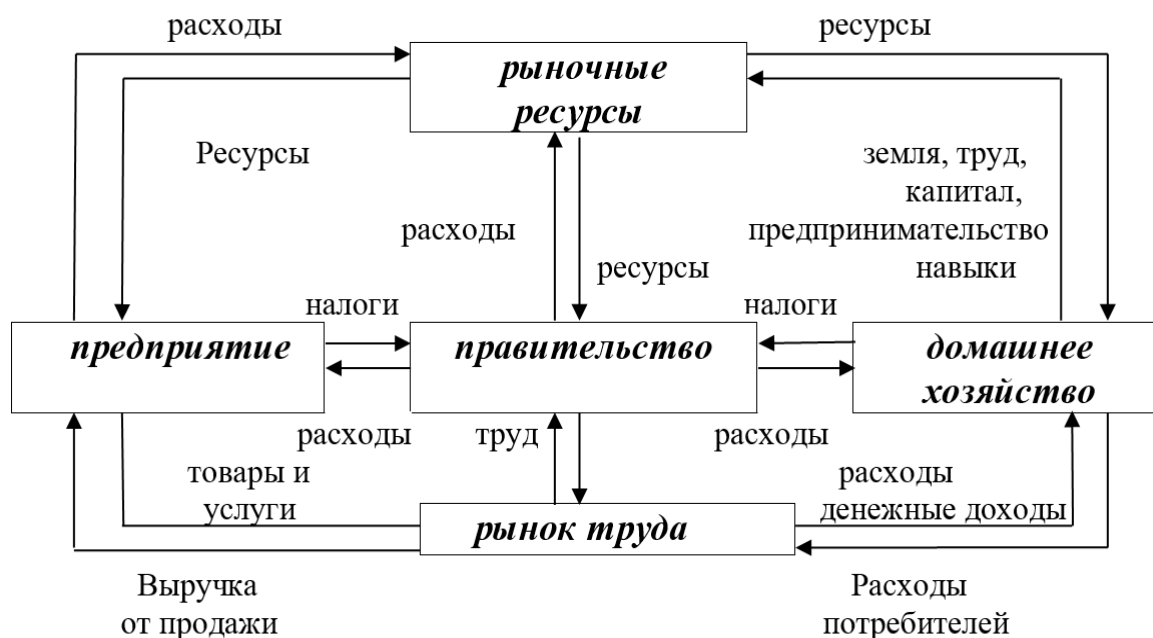 расходы
ресурсы
рыночные
ресурсы
Ресурсы
земля, труд,
капитал,
предпринимательство
навыки
расходы
ресурсы
налоги
налоги
предприятие
правительство
домашнее
хозяйство
расходы
труд
расходы
товары и
услуги
расходы
денежные доходы
рынок труда
Выручка
от продажи
Расходы
потребителей